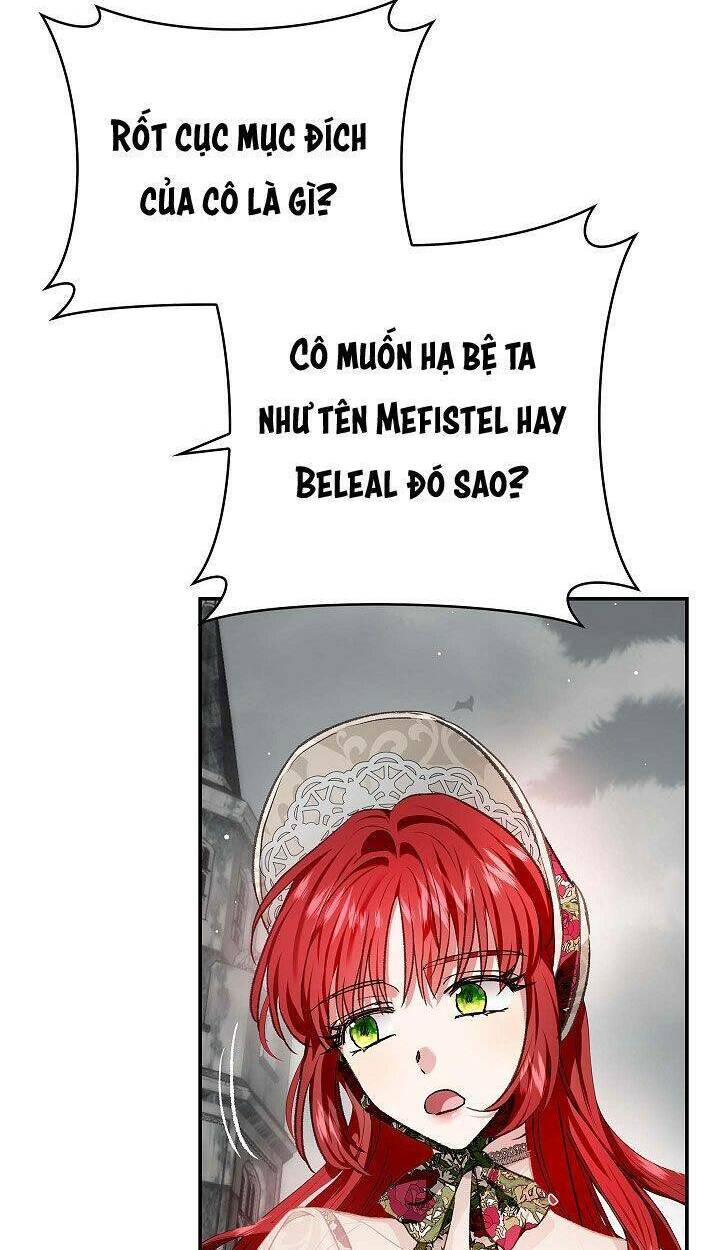 RỐT CỤC MỤC ĐÍCH
CỦA CÔ LÀ GÌ?
CÔ MUỐN HẠ BỆ TA
NHƯ TÊN MEFISTEL HAY
BELEAL ĐÓ SAO?